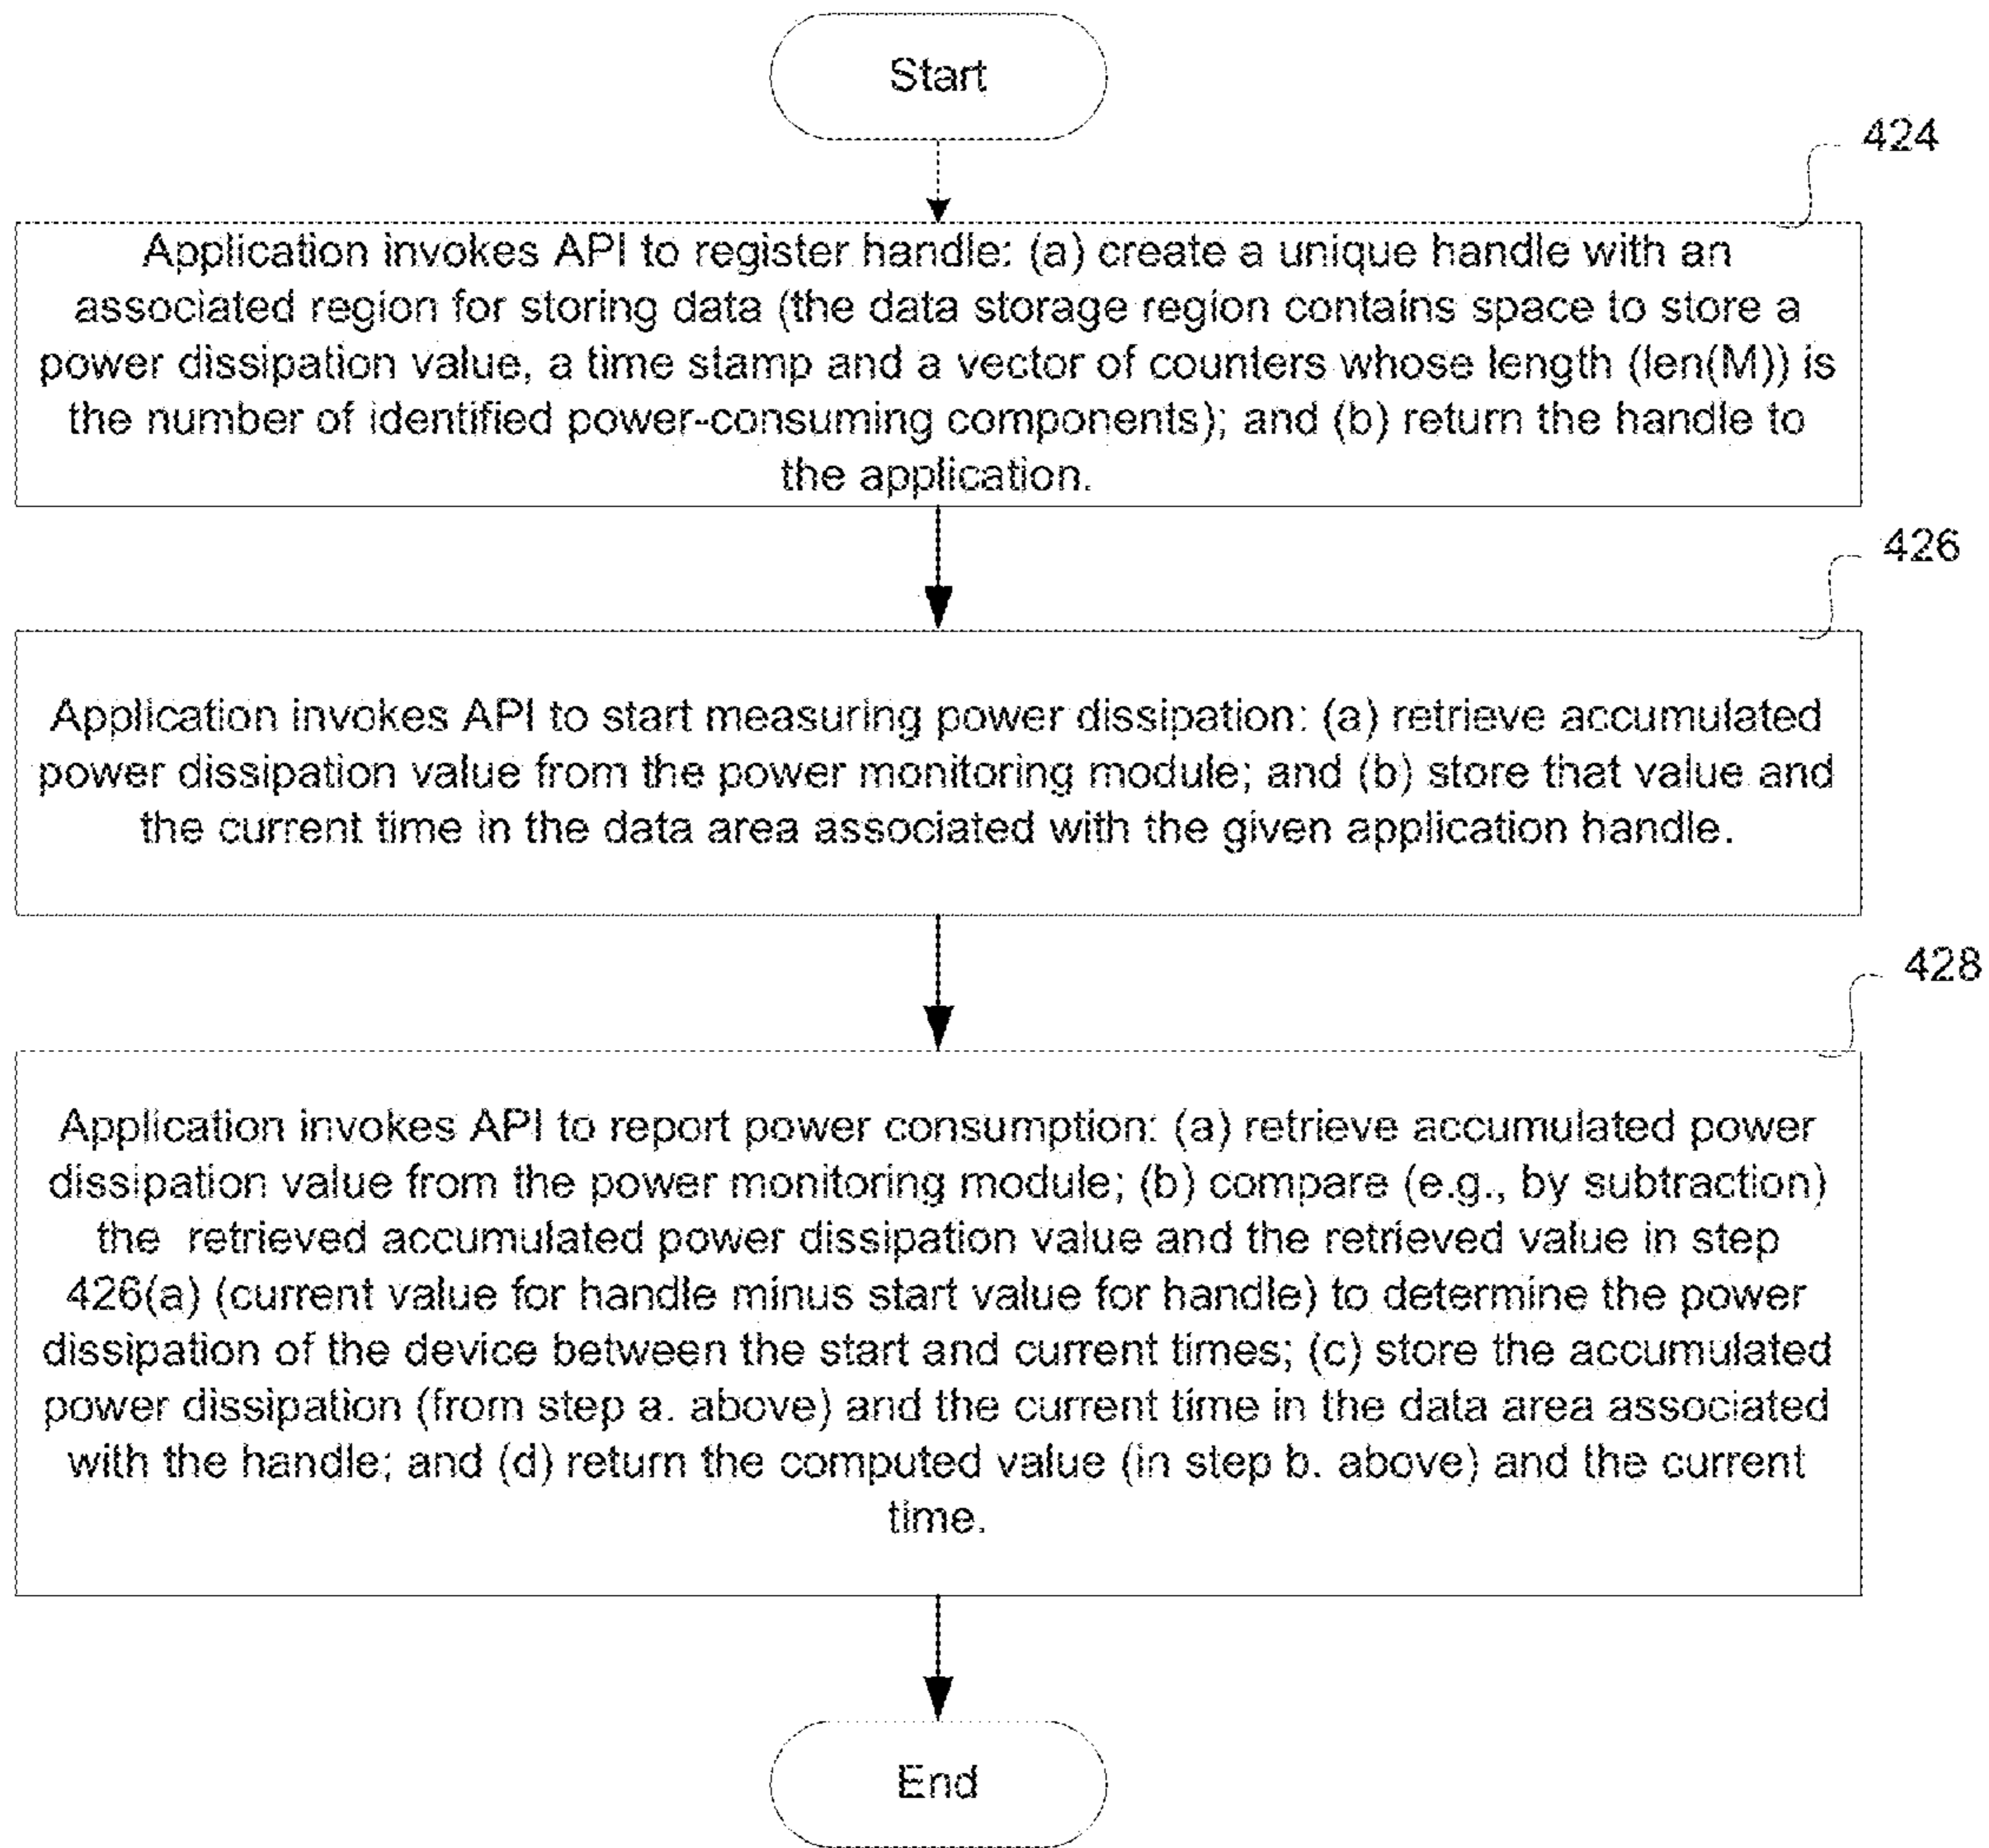 Start
424
Application invokes API to register handle: (a) create a unique handle with an
associated region for storing data (the data storage region contains space to store a
power dissipation value, a time stamp and a vector of counters whose length (len(M)) is
the number of identified power-consuming components); and (b) return the handle to
the application.
426
Application invokes API to start measuring power dissipation: (a) retrieve accumulated
power dissipation value from the power monitoring module; and (b) store that value and
the current time in the data area associated with the given application handle.
428
Application invokes API to report power consumption: (a) retrieve accumulated power
dissipation value from the power monitoring module; (b) compare (e.g., by subtraction)
the retrieved accumulated power dissipation value and the retrieved value in step
426(a) (current value for handle minus start value for handle) to determine the power
dissipation of the device between the start and current times; (c) store the accumulated
power dissipation (from step a. above) and the current time in the data area associated
with the handle; and (d) return the computed value (in step b. above) and the current
time.
End